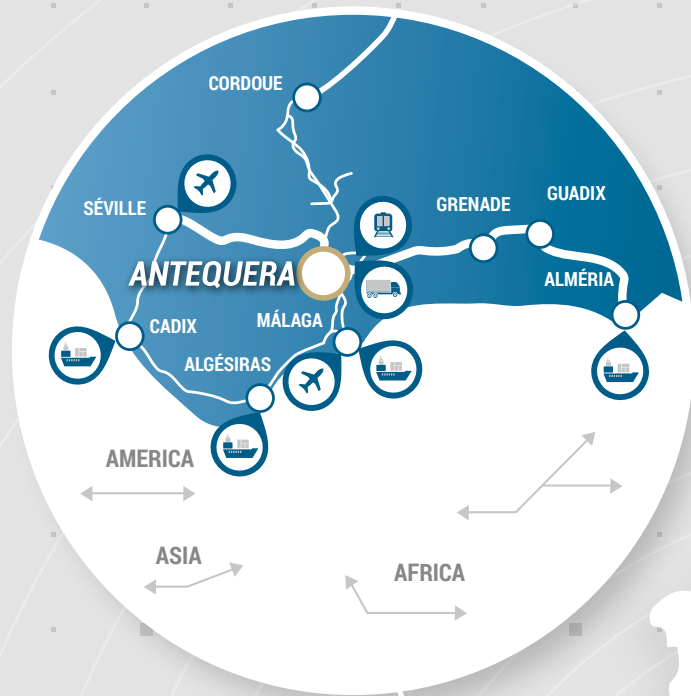 CORDOUE
SÉVILLE
GRENADE
GUADIX
ANTEQUERA
ALMÉRIA
CADIX
MÁLAGA
ALGÉSIRAS
AMERICA
ASIA
AFRICA